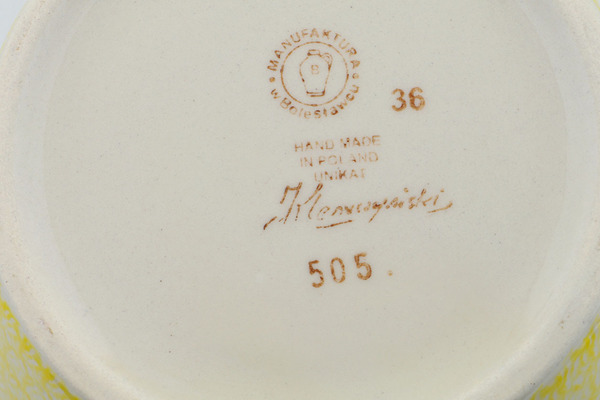 MANUFAKTURA
w Bolesławcu
B
36
HAND MADE
IN POLAND
UNIKAT
505.